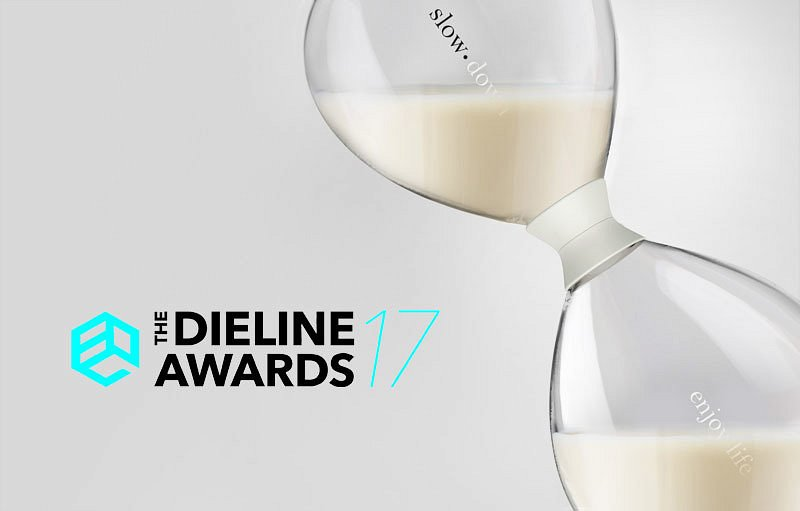 slow.down
THE DIELINE 17
AWARDS
enjoy life